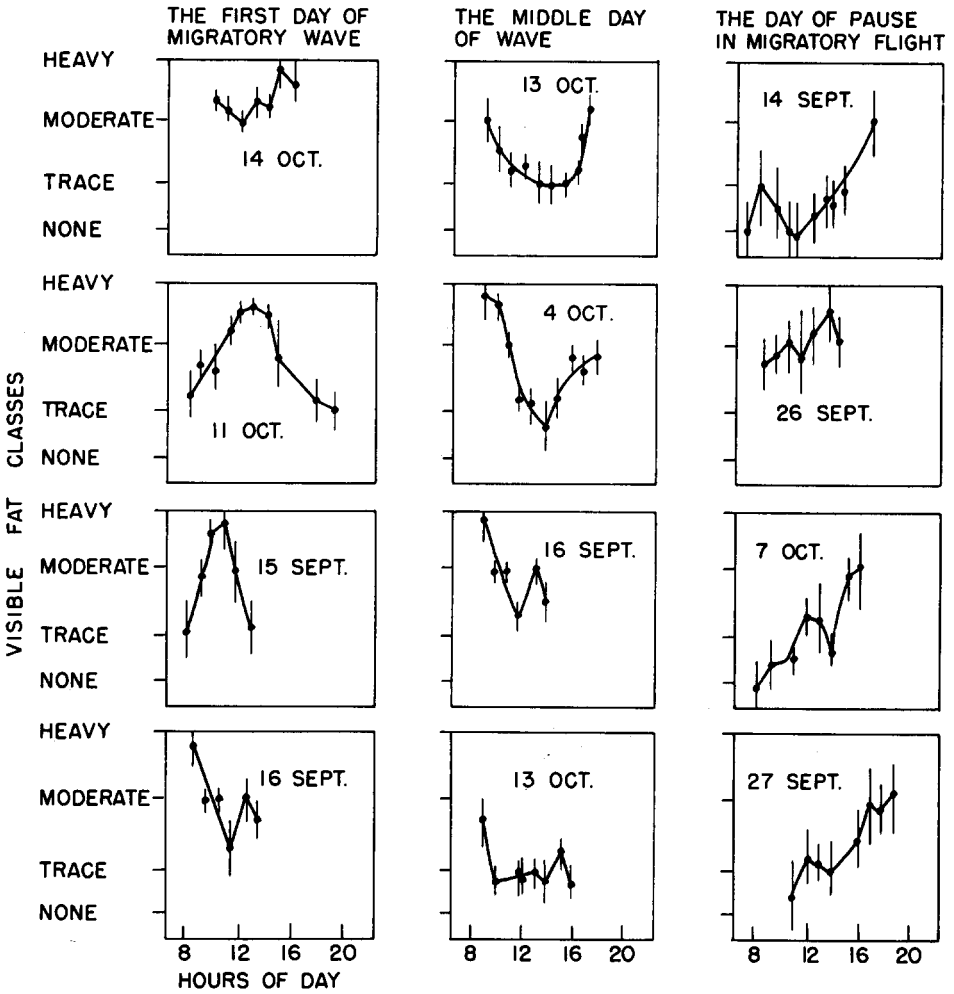 THE FIRST DAY OF
MIGRATORY WAVE
THE MIDDLE DAY
OF WAVE
THE DAY OF PAUSE
IN MIGRATORY FLIGHT
HEAVY
MODERATE
TRACE
NONE
14 OCT.
13 OCT.
14 SEPT.
HEAVY
MODERATE
TRACE
NONE
11 OCT.
4 OCT.
26 SEPT.
VISIBLE FAT CLASSES
HEAVY
MODERATE
TRACE
NONE
15 SEPT.
16 SEPT.
7 OCT.
HEAVY
MODERATE
TRACE
NONE
16 SEPT.
13 OCT.
27 SEPT.
8 12 16 20
8 12 16 20
8 12 16 20
HOURS OF DAY